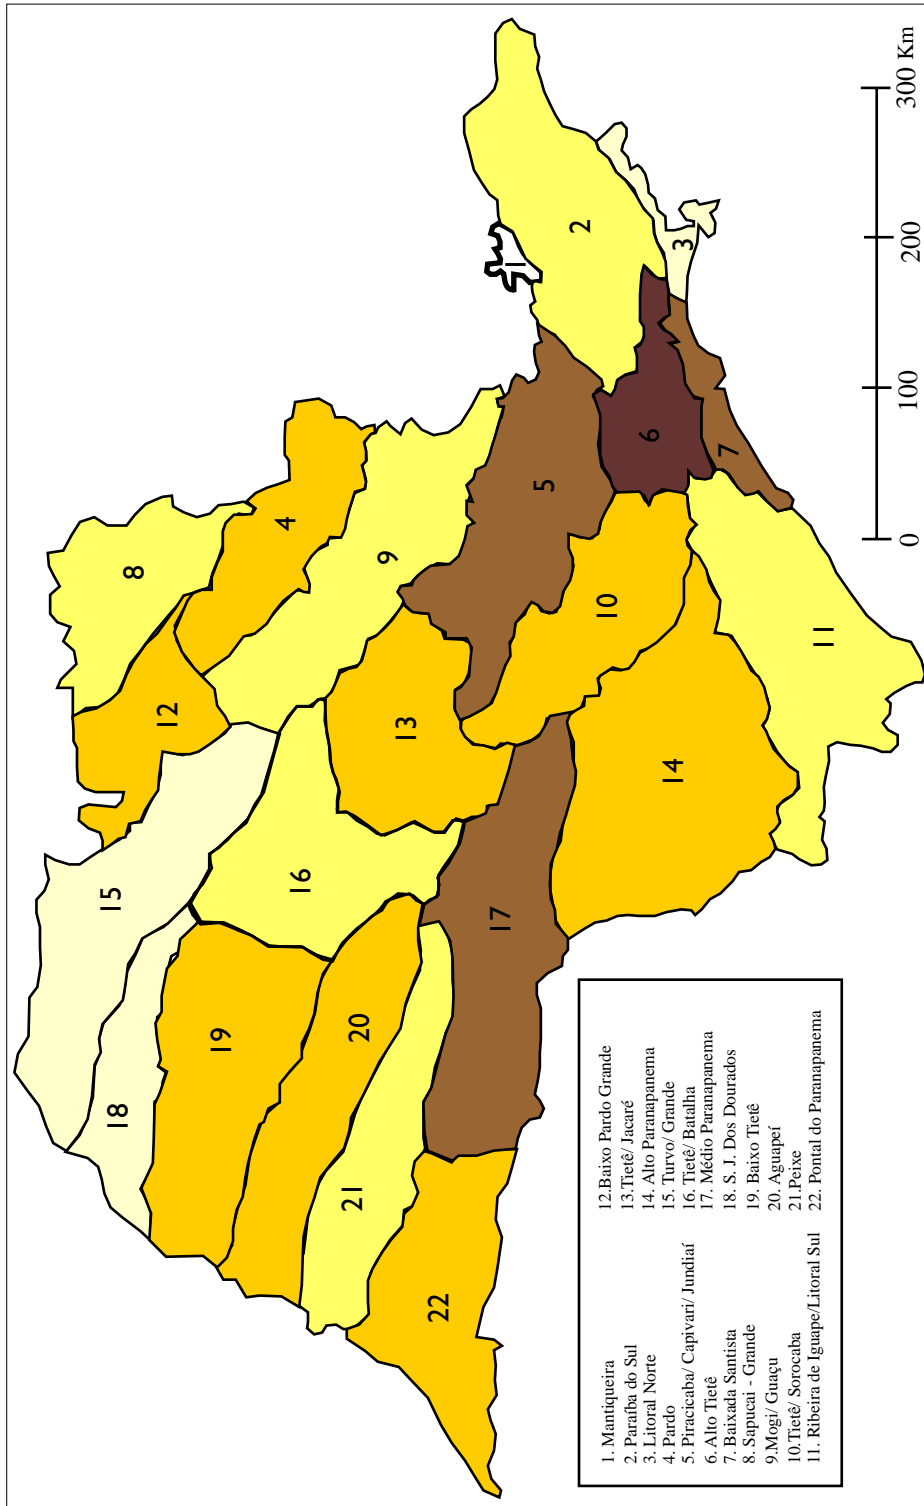 15
18
8
12
19
4
16
21
20
9
13
22
17
1
5
2
10
6
14
3
7
11
1. Mantiqueira
2. Paraíba do Sul
3. Litoral Norte
4. Pardo
5. Piracicaba/ Capivari/ Jundiaí
6. Alto Tietê
7. Baixada Santista
8. Sapucai - Grande
9.Mogi/ Guaçu
10.Tietê/ Sorocaba
11. Ribeira de Iguape/Litoral Sul
12.Baixo Pardo Grande
13.Tietê/ Jacaré
14. Alto Paranapanema
15. Turvo/ Grande
16. Tietê/ Batalha
17. Médio Paranapanema
18. S. J. Dos Dourados
19. Baixo Tietê
20. Aguapeí
21.Peixe
22. Pontal do Paranapanema
0 100 200 300 Km